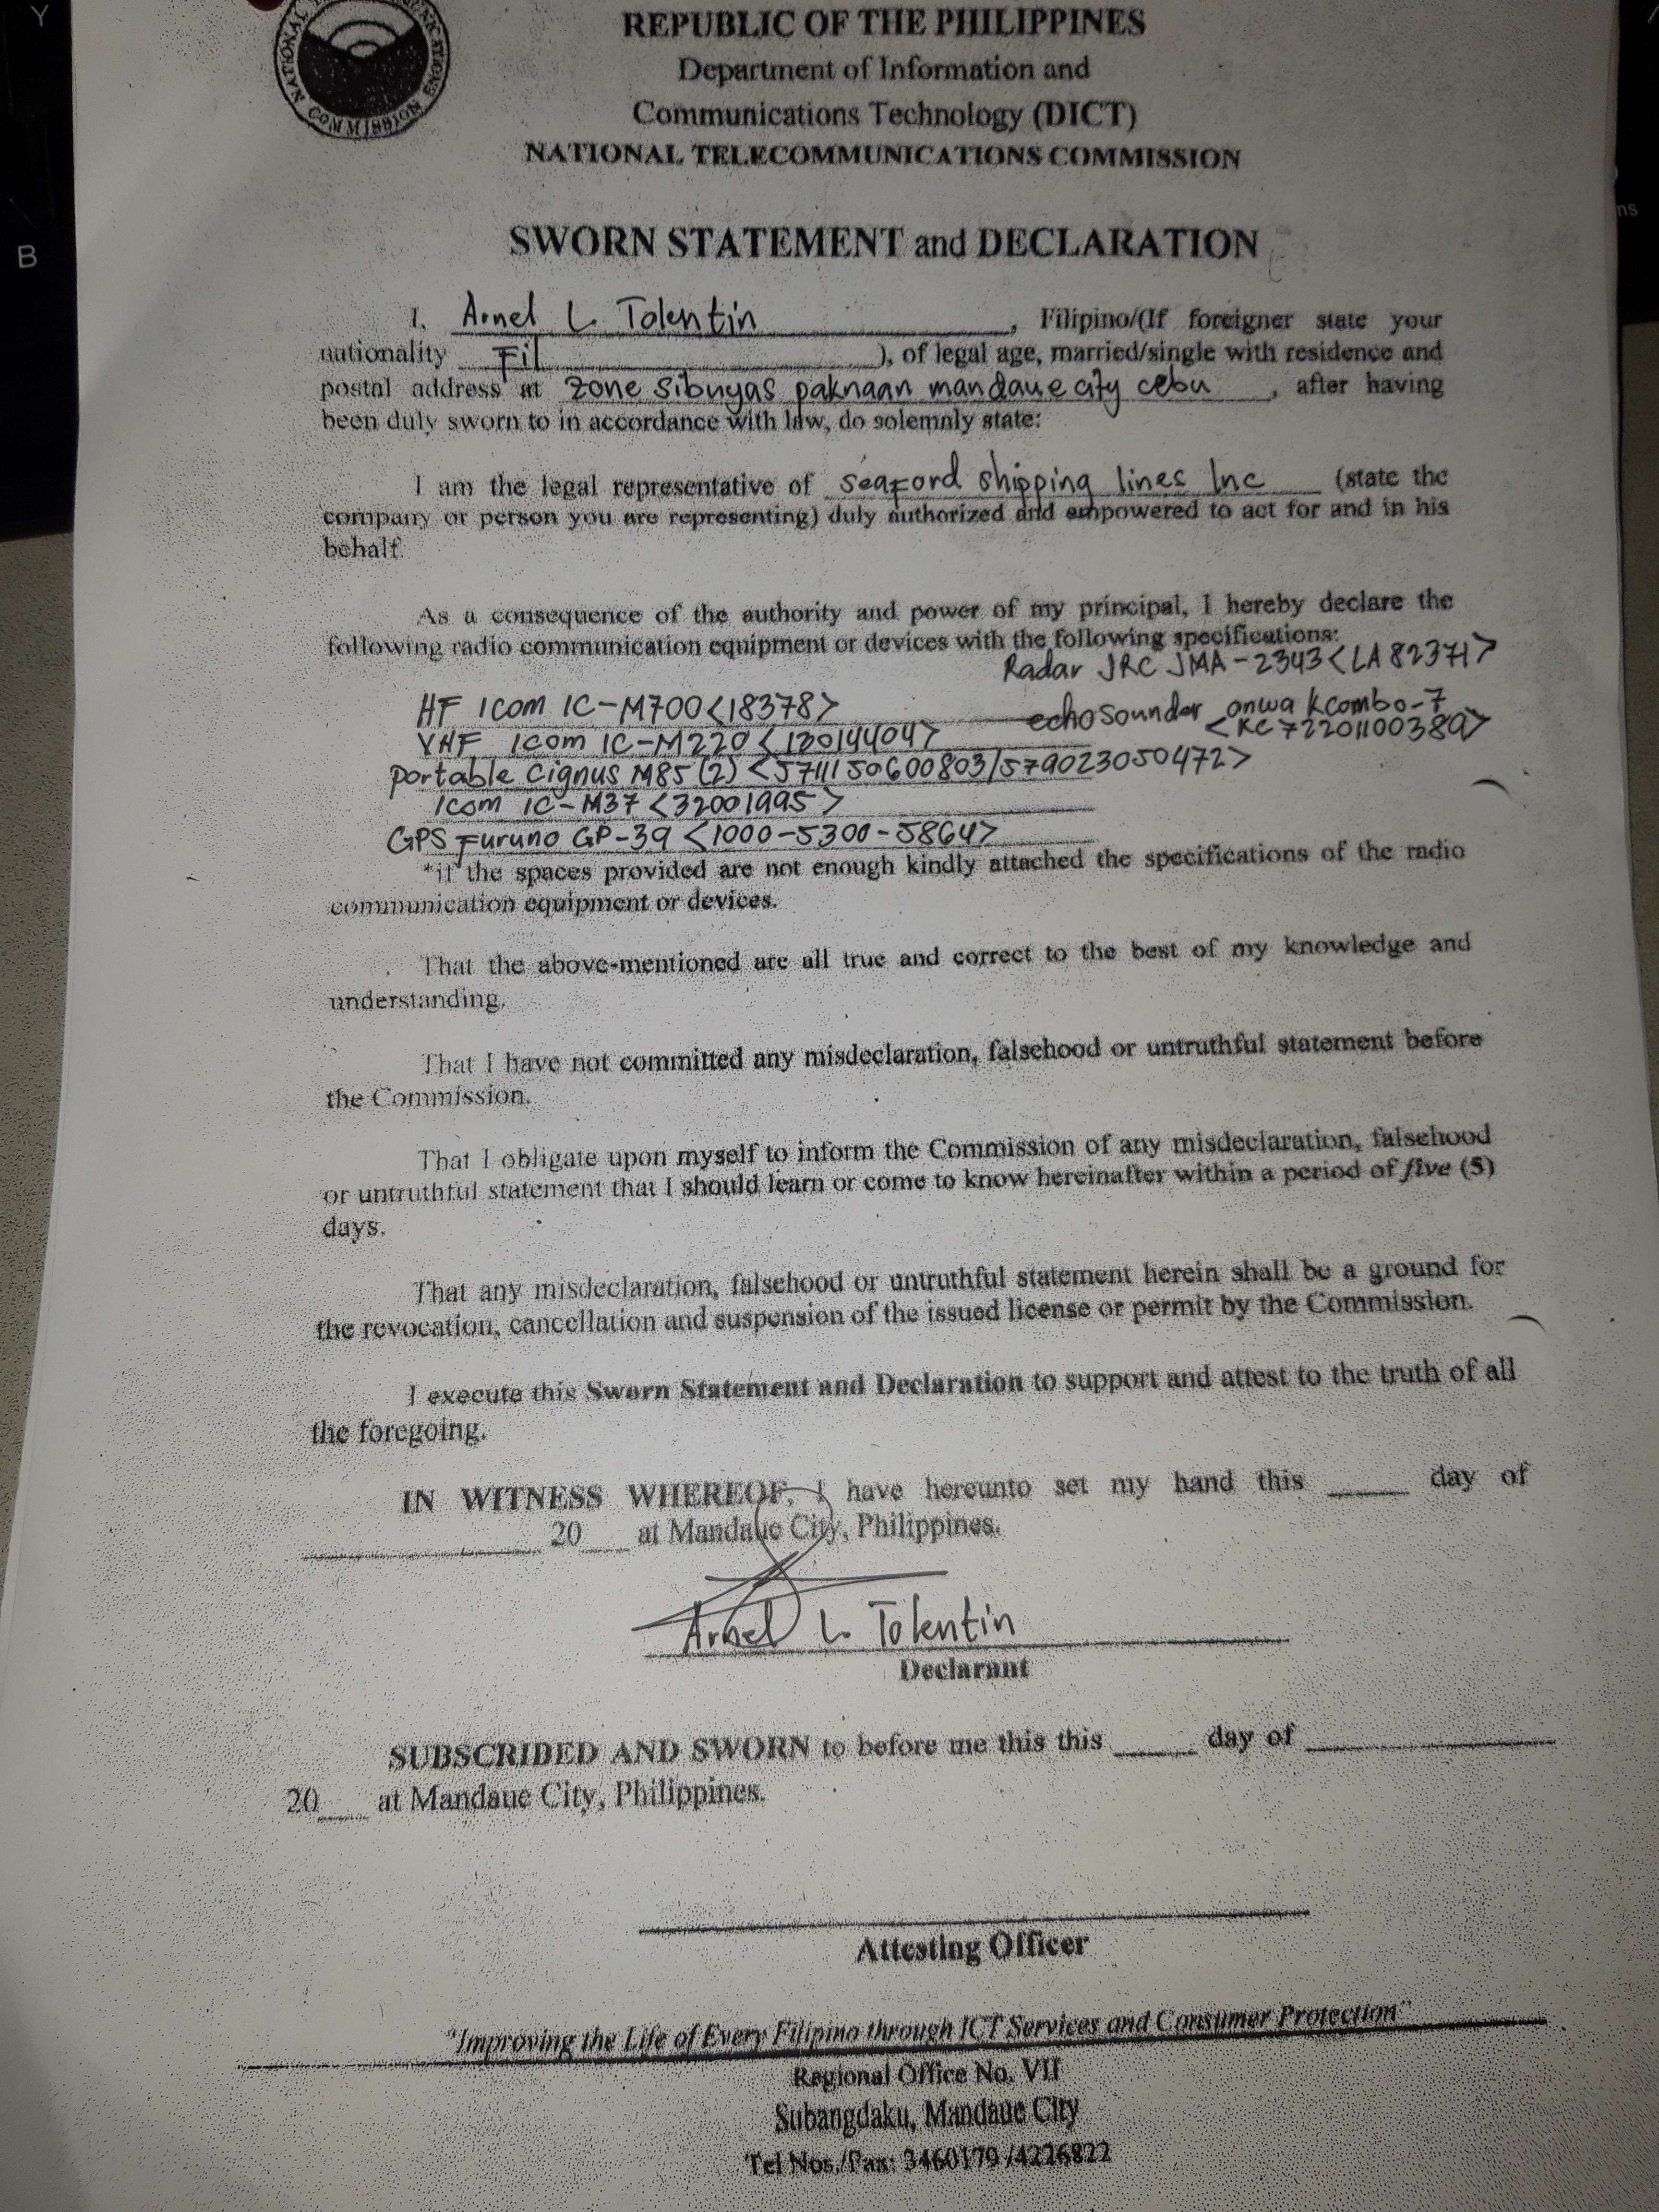 Y
B
ns
NATIONAL
COMMISSION
REPUBLIC OF THE PHILIPPINES
Department of Information and
Communications Technology (DICT)
NATIONAL TELECOMMUNICATIONS COMMISSION
SWORN STATEMENT and DECLARATION
I, Arnel L. Tolentin, Filipino/(If foreigner state your
nationality Fil), of legal age, married/single with residence and
postal address at zone sibuyas paknaan mandaue city cebu, after having
been duly sworn to in accordance with law, do solemnly state:
I am the legal representative of seaford shipping lines Inc (state the
company or person you are representing) duly authorized and empowered to act for and in his
behalf.
As a consequence of the authority and power of my principal, I hereby declare the
following radio communication equipment or devices with the following specifications:
Radar JRC JMA-2343 <LA82371>
HF Icom IC-M700 <18378>
echosounder onwa Kcombo-7
<KC72201100389>
VHF Icom IC-M220 <120144047>
portable Cignus M85 (2) <5711150600803/579023050472>
Icom IC-M37 <32001995>
GPS Furuno GP-39 <1000-5300-5864>
*if the spaces provided are not enough kindly attached the specifications of the radio
communication equipment or devices.
That the above-mentioned are all true and correct to the best of my knowledge and
understanding.
That I have not committed any misdeclaration, falsehood or untruthful statement before
the Commission.
That I obligate upon myself to inform the Commission of any misdeclaration, falsehood
or untruthful statement that I should learn or come to know hereinafter within a period of five (5)
days.
That any misdeclaration, falsehood or untruthful statement herein shall be a ground for
the revocation, cancellation and suspension of the issued license or permit by the Commission.
I execute this Sworn Statement and Declaration to support and attest to the truth of all
the foregoing.
IN WITNESS WHEREOF, I have hereunto set my hand this ____ day of
____ 20___ at Mandaue City, Philippines.
Arnel L. Tolentin
Declarant
SUBSCRIDED AND SWORN to before me this this ____ day of ____
20___ at Mandaue City, Philippines.
Attesting Officer
"Improving the Life of Every Filipino through ICT Services and Consumer Protection"
Regional Office No. VII
Subangdaku, Mandaue City
Tel Nos./Fax: 3460179 /4226822